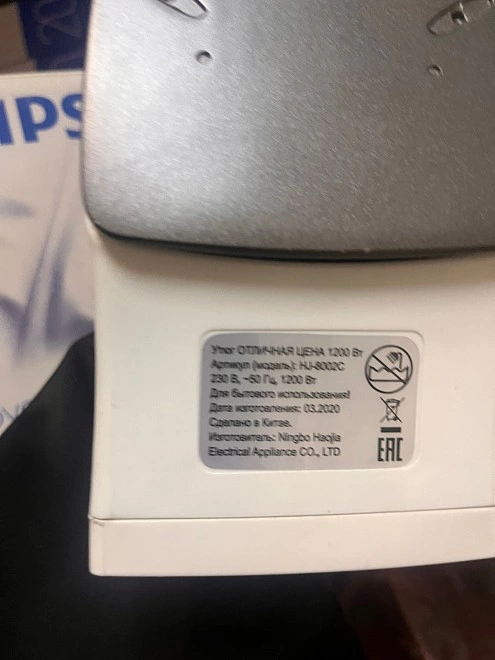 IPS
Утюг ОТЛИЧНАЯ ЦЕНА 1200 Вт
Артикул (модель): HJ-8002C
230 В, ~50 Гц, 1200 Вт
Для бытового использования!
Дата изготовления: 03.2020
Сделано в Китае.
Изготовитель: Ningbo Haojia
Electrical Appliance CO., LTD
EAC